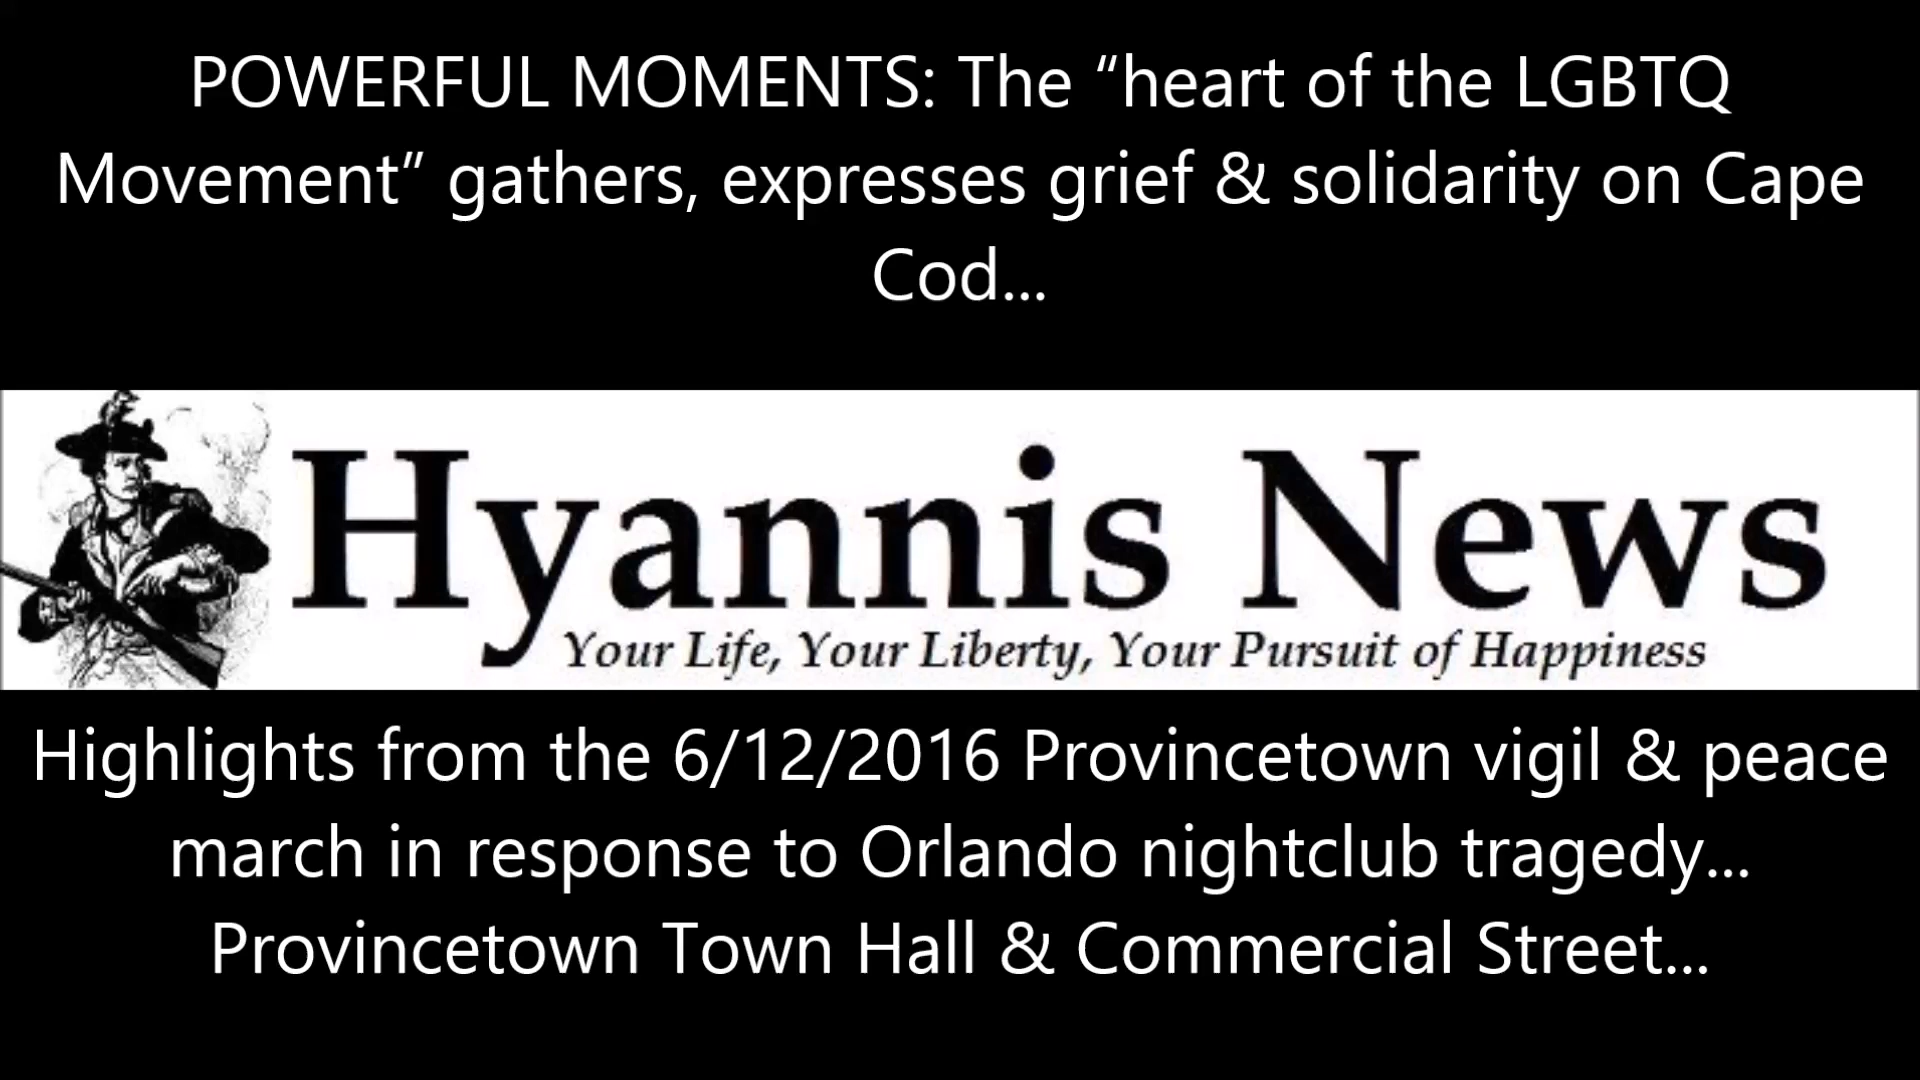 POWERFUL MOMENTS: The “heart of the LGBTQ
Movement” gathers, expresses grief & solidarity on Cape
Cod...
Hyannis News
Your Life, Your Liberty, Your Pursuit of Happiness
Highlights from the 6/12/2016 Provincetown vigil & peace
march in response to Orlando nightclub tragedy...
Provincetown Town Hall & Commercial Street...